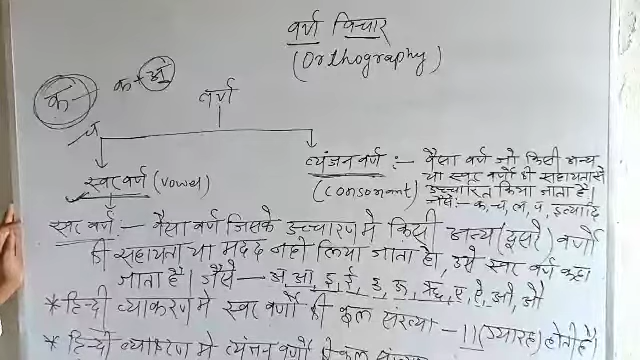 वर्ण विचार
(Orthography)
क - क + अ
वर्ण
स्वर वर्ण (Vowel)
व्यंजन वर्ण :- वैसा वर्ण जो किसी अन्य
या स्वर वर्णों की सहायता से
(Consonant) उच्चारित किया जाता है।
जैसे:- क, च, ल, प, इत्यादि
स्वर वर्ण :- वैसा वर्ण जिसके उच्चारण मे किसी अन्य (दूसरे) वर्णों
की सहायता या मदद नही लिया जाता हो, उसे स्वर वर्ण कहा
जाता है। जैसे — अ, आ, इ, ई, उ, ऊ, ऋ, ए, ऐ, ओ, औ
* हिन्दी व्याकरण मे स्वर वर्णों की कुल संख्या - 11 (ग्यारह) होती है।
* हिन्दी व्याकरण मे व्यंजन वर्णों की कुल